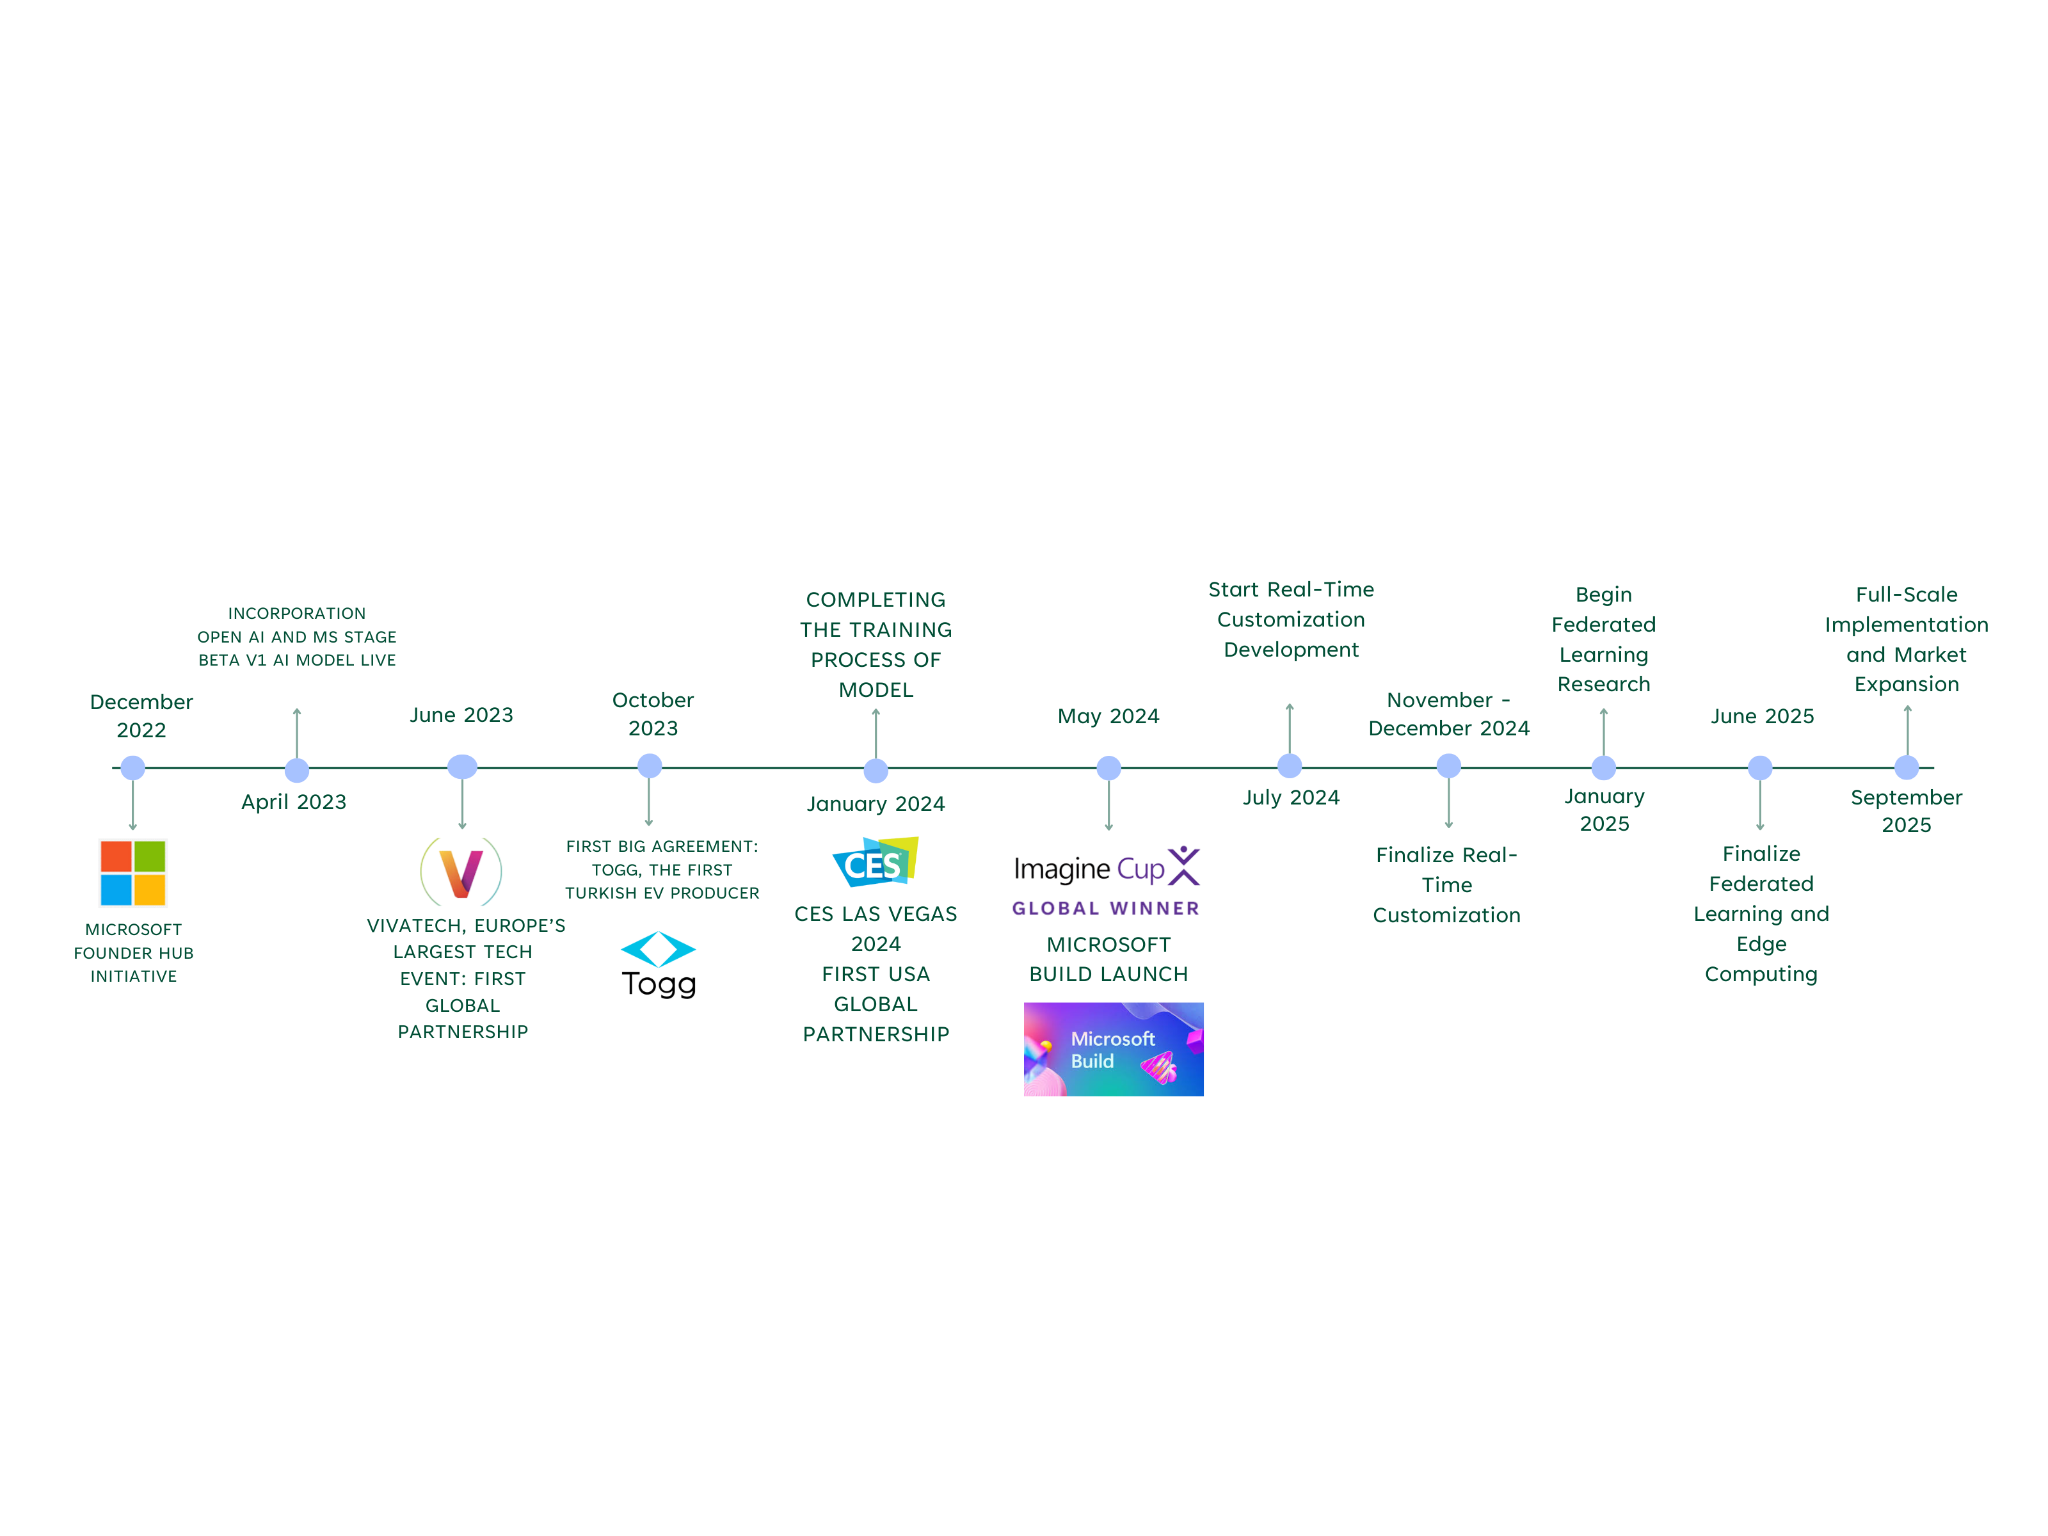 December
2022
MICROSOFT
FOUNDER HUB
INITIATIVE
INCORPORATION
OPEN AI AND MS STAGE
BETA V1 AI MODEL LIVE
April 2023
June 2023
V
VIVATECH, EUROPE'S
LARGEST TECH
EVENT: FIRST
GLOBAL
PARTNERSHIP
October
2023
FIRST BIG AGREEMENT:
TOGG, THE FIRST
TURKISH EV PRODUCER
Togg
COMPLETING
THE TRAINING
PROCESS OF
MODEL
January 2024
CES
CES LAS VEGAS
2024
FIRST USA
GLOBAL
PARTNERSHIP
May 2024
Imagine Cup
GLOBAL WINNER
MICROSOFT
BUILD LAUNCH
Microsoft
Build
Start Real-Time
Customization
Development
July 2024
November -
December 2024
Finalize Real-
Time
Customization
Begin
Federated
Learning
Research
January
2025
June 2025
Finalize
Federated
Learning and
Edge
Computing
Full-Scale
Implementation
and Market
Expansion
September
2025